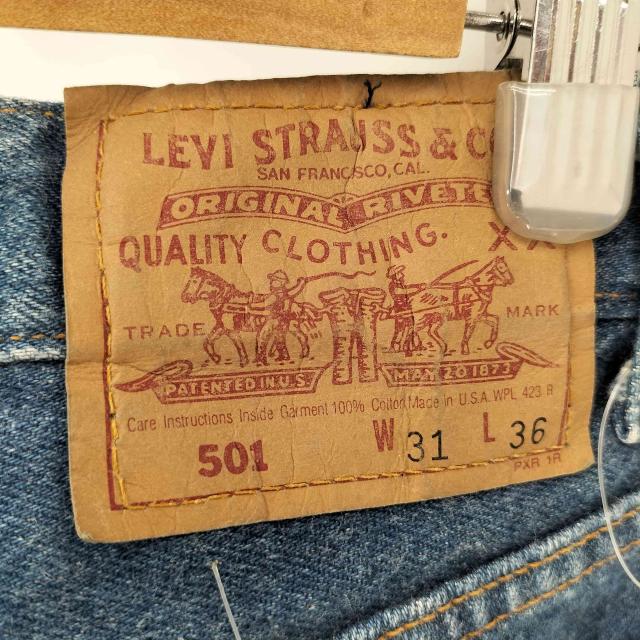 LEVI STRAUSS & CO
SAN FRANCISCO, CAL.
ORIGINAL RIVETE
QUALITY CLOTHING. XX
TRADE MARK
PATENTED IN U.S. MAY 20 1873
Care Instructions Inside Garment 100% Cotton Made in U.S.A. WPL 423 R
501 W 31 L 36
PXR 1R